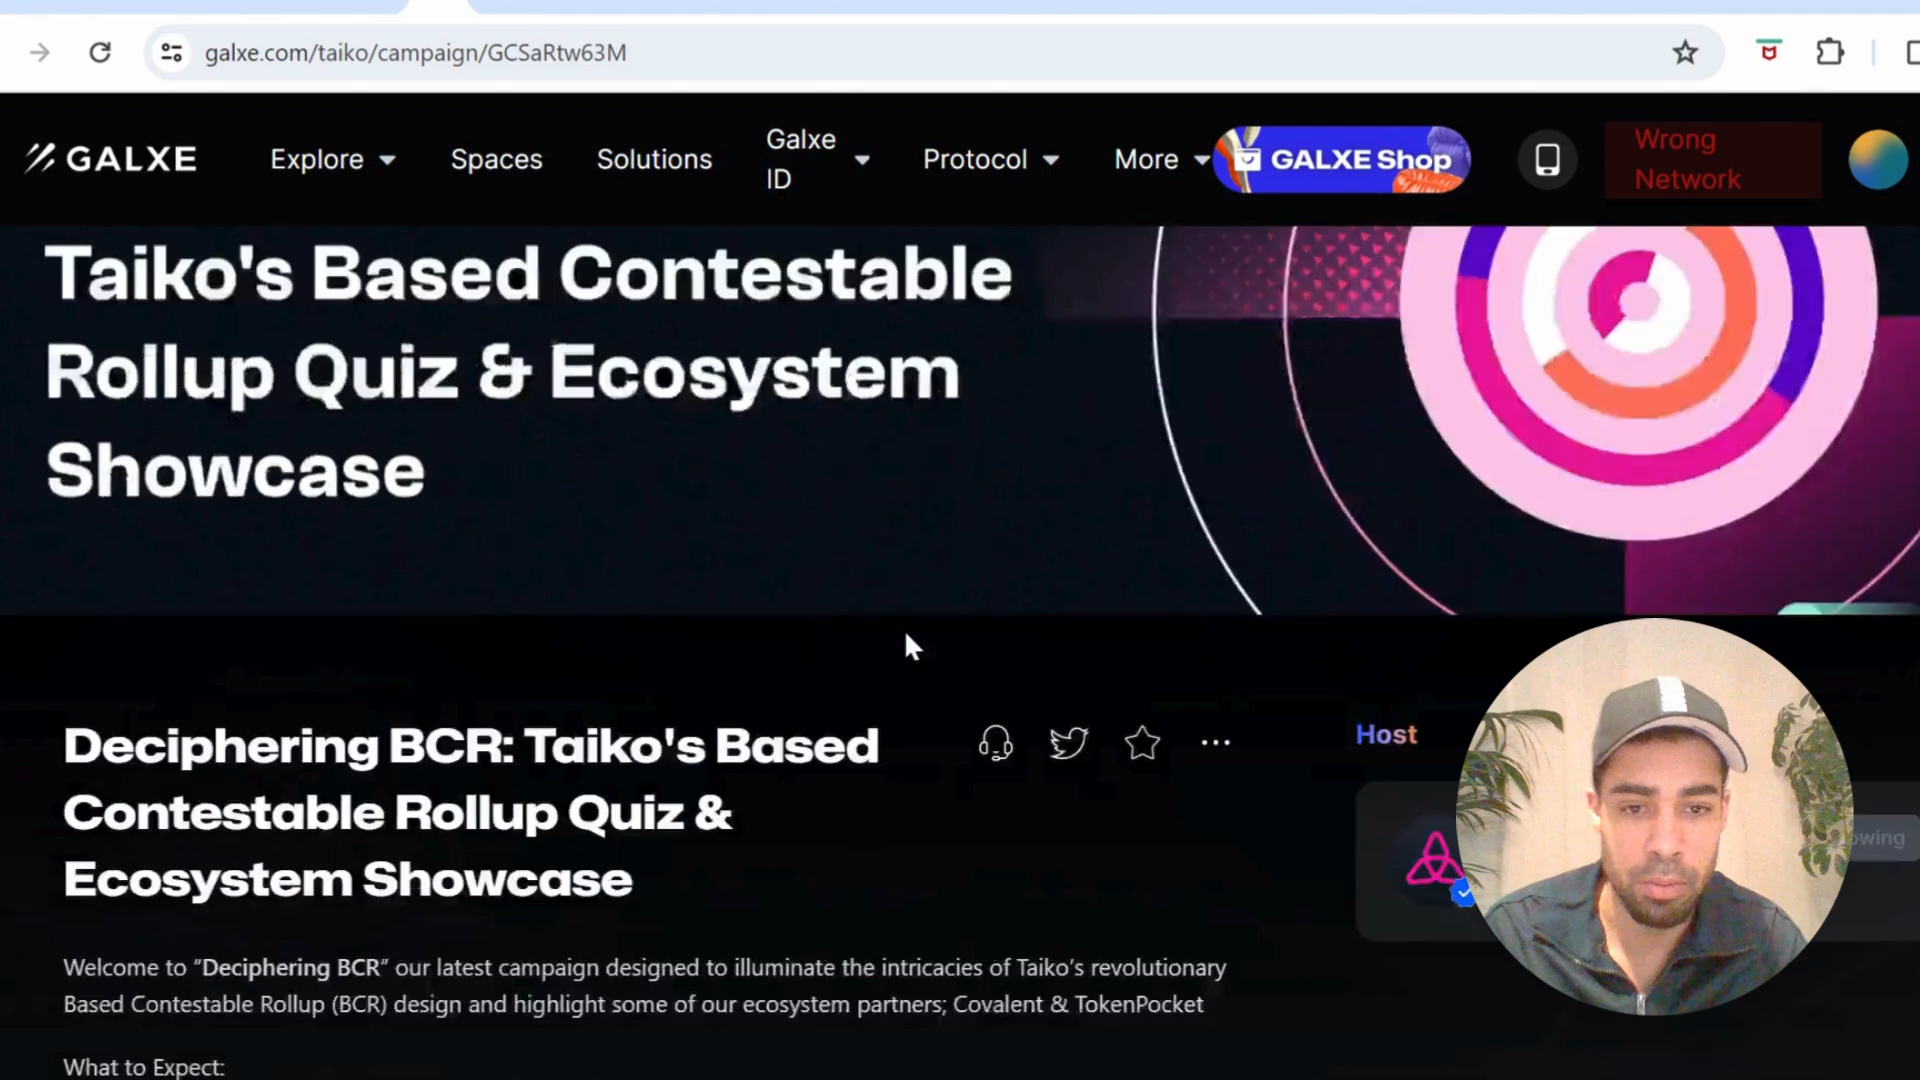 galxe.com/taiko/campaign/GCSaRtw63M
GALXE
Explore
Spaces
Solutions
Galxe
ID
Protocol
More
GALXE Shop
Wrong
Network
Taiko's Based Contestable
Rollup Quiz & Ecosystem
Showcase
Deciphering BCR: Taiko's Based
Contestable Rollup Quiz &
Ecosystem Showcase
Host
owing
Welcome to “Deciphering BCR” our latest campaign designed to illuminate the intricacies of Taiko’s revolutionary
Based Contestable Rollup (BCR) design and highlight some of our ecosystem partners; Covalent & TokenPocket
What to Expect: